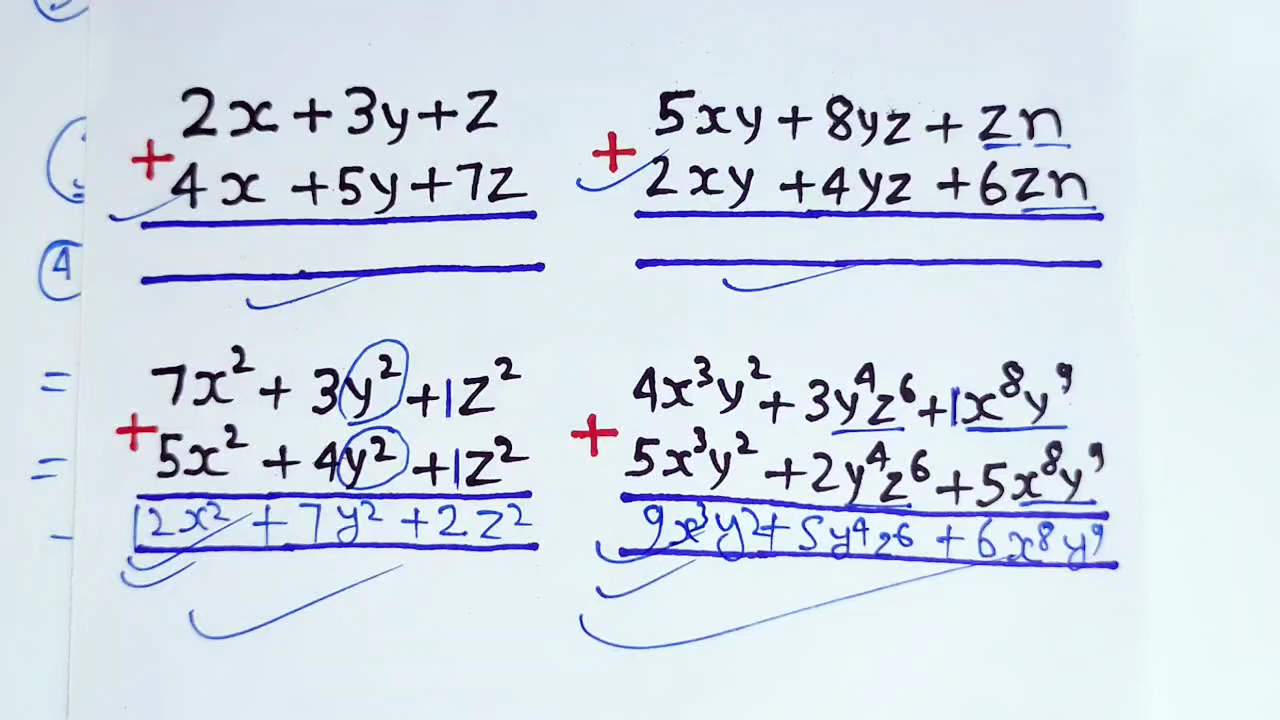 2x + 3y + z
+
4x + 5y + 7z
5xy + 8yz + zn
+
2xy + 4yz + 6zn
4
7x² + 3y² + 1z²
+
5x² + 4y² + 1z²
12x² + 7y² + 2z²
4x³y² + 3y⁴z⁶ + 1x⁸y⁹
+
5x³y² + 2y⁴z⁶ + 5x⁸y⁹
9x³y² + 5y⁴z⁶ + 6x⁸y⁹
=
=